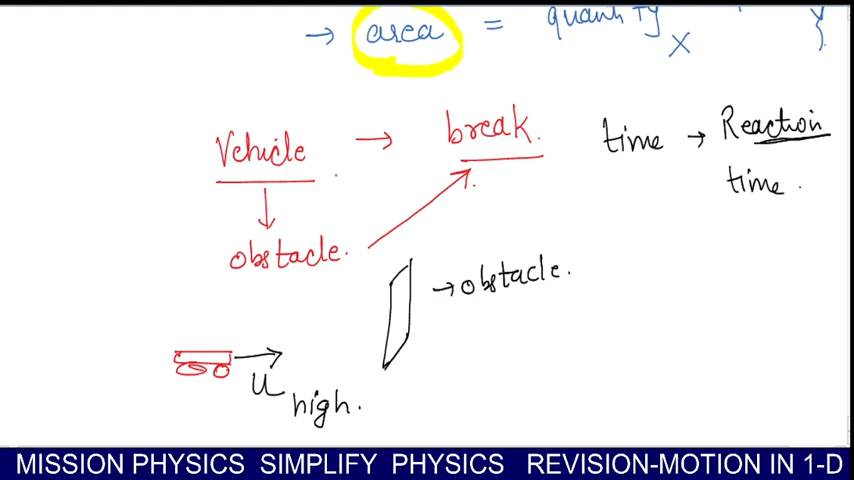 → area = quantity x }
Vehicle → break. time → Reaction
time.
obstacle.
→ obstacle.
u
high.
MISSION PHYSICS SIMPLIFY PHYSICS REVISION-MOTION IN 1-D